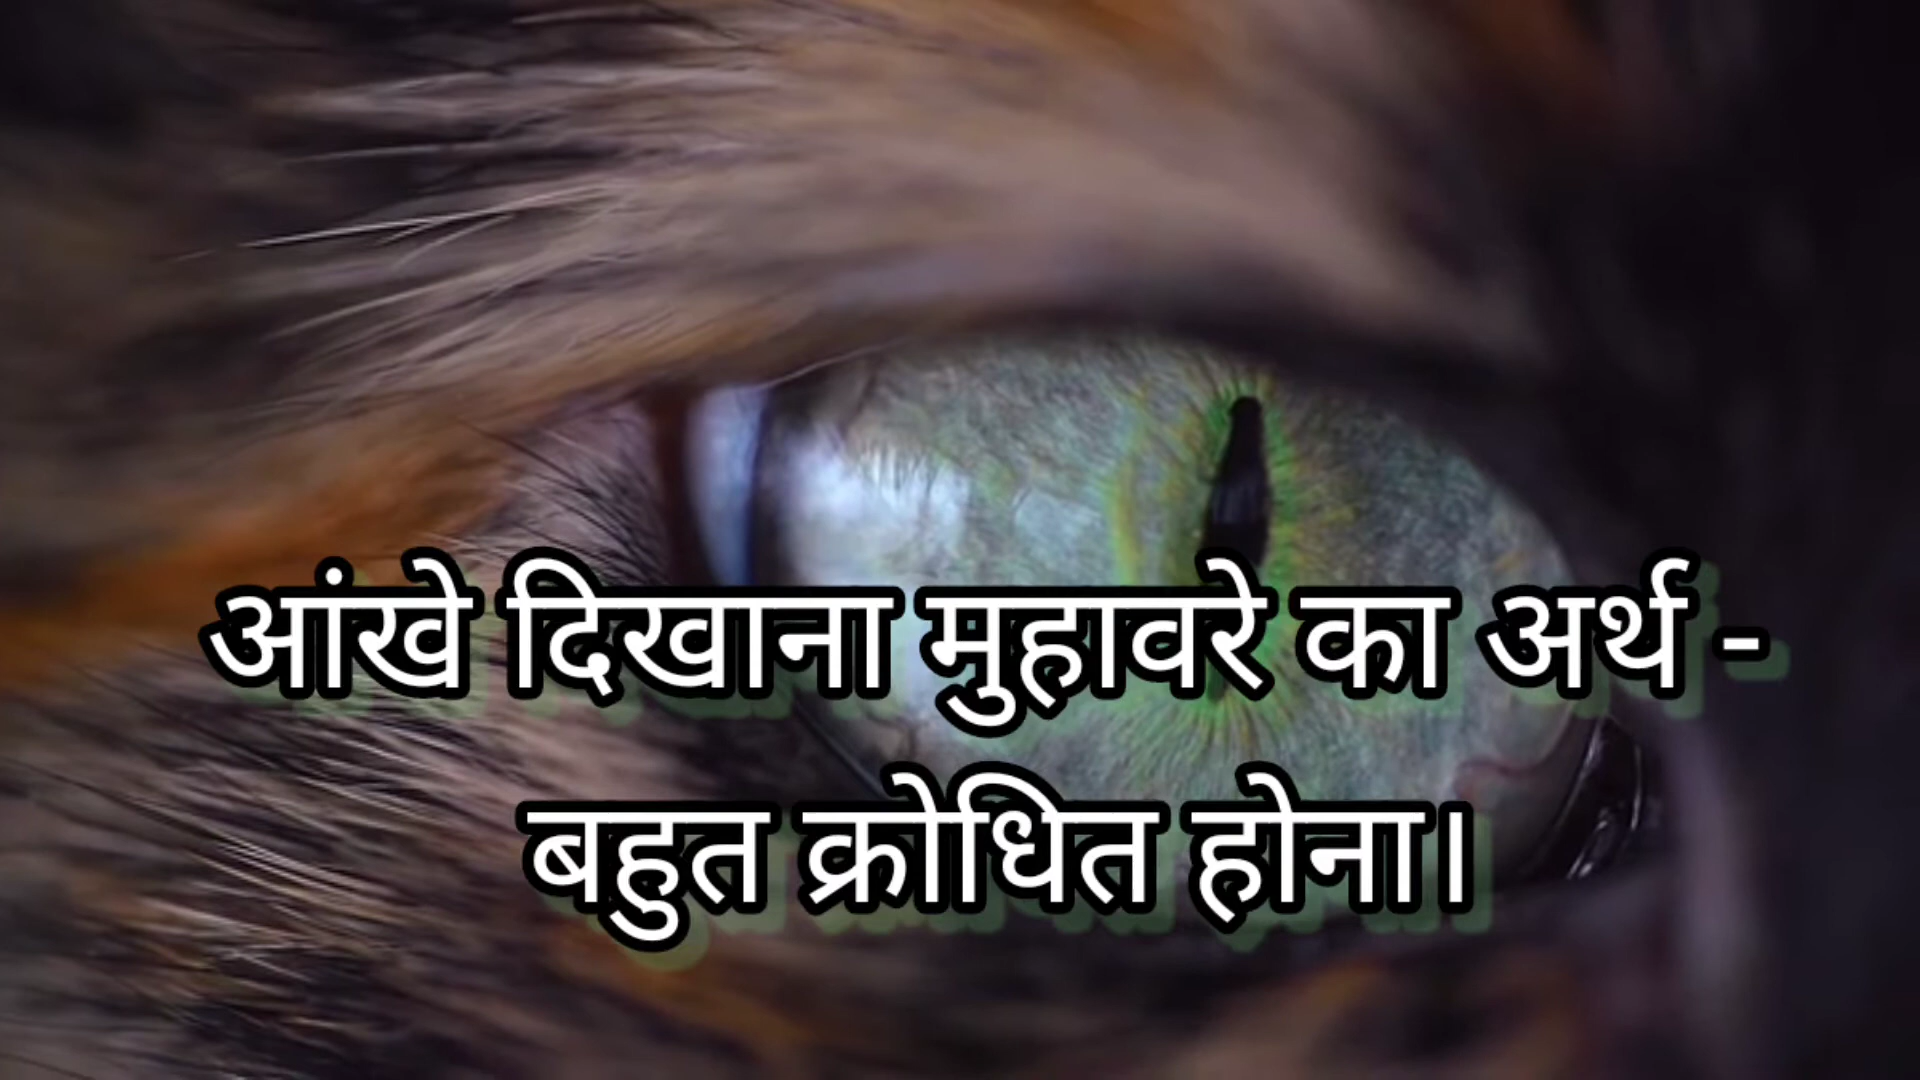 आंखे दिखाना मुहावरे का अर्थ -
बहुत क्रोधित होना।